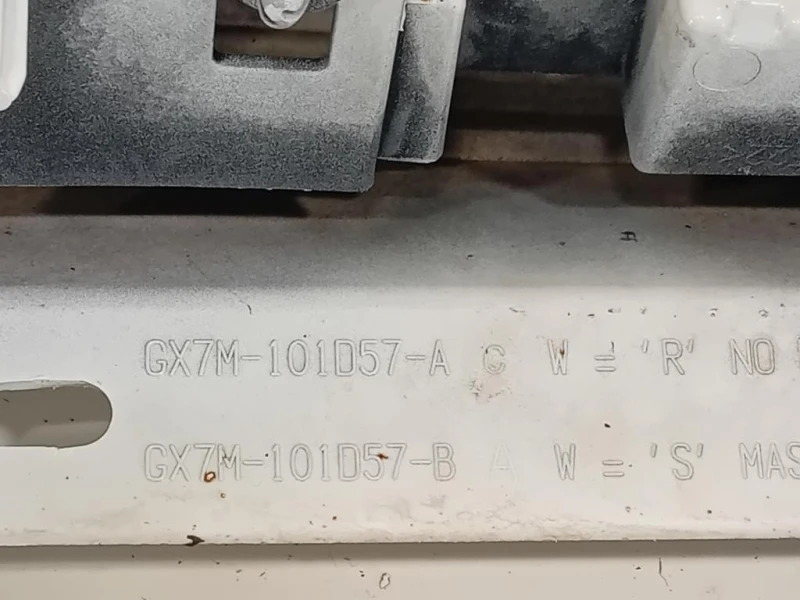 GX7M-101D57-A C W = 'R' NO
GX7M-101D57-B A W = 'S' MAS